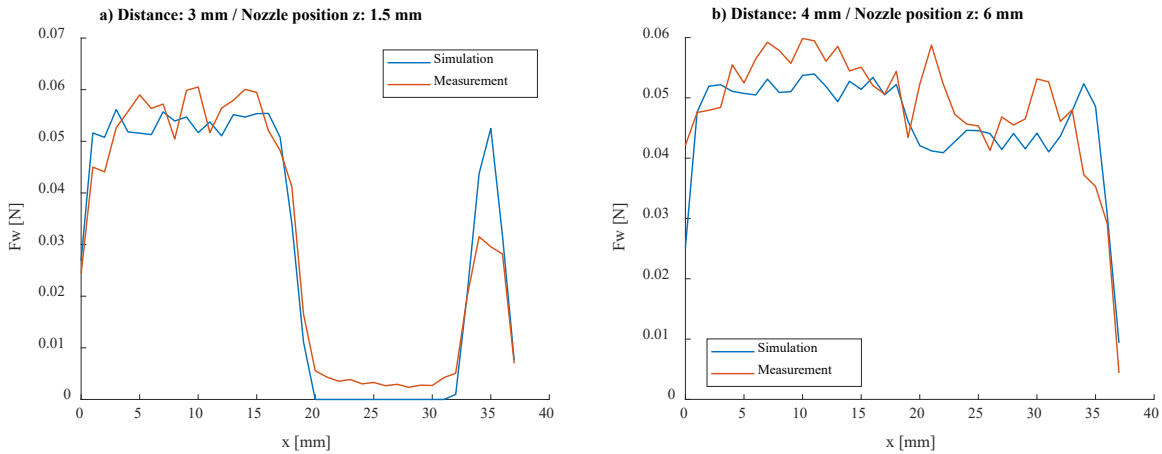 a) Distance: 3 mm / Nozzle position z: 1.5 mm
0.07
0.06
0.05
0.04
0.03
0.02
0.01
0
Fw [N]
0 5 10 15 20 25 30 35 40
x [mm]
Simulation
Measurement
b) Distance: 4 mm / Nozzle position z: 6 mm
0.06
0.05
0.04
0.03
0.02
0.01
0
Fw [N]
0 5 10 15 20 25 30 35 40
x [mm]
Simulation
Measurement